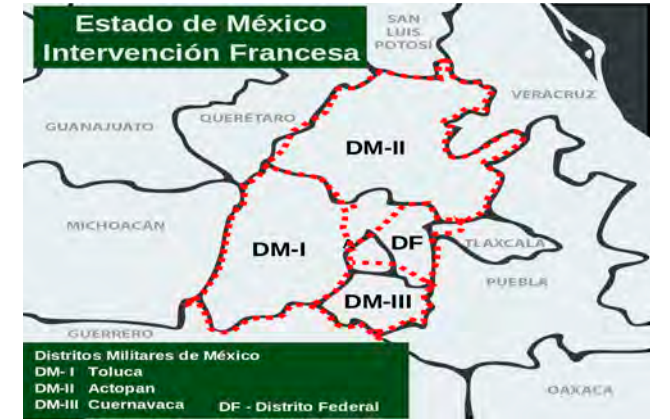 Estado de México
Intervención Francesa
SAN
LUIS
POTOSÍ
VERACRUZ
GUANAJUATO
QUERÉTARO
DM-II
MICHOACÁN
DM-I
DF
TLAXCALA
PUEBLA
DM-III
GUERRERO
Distritos Militares de México
DM- I Toluca
DM-II Actopan
DM-III Cuernavaca DF - Distrito Federal
OAXACA